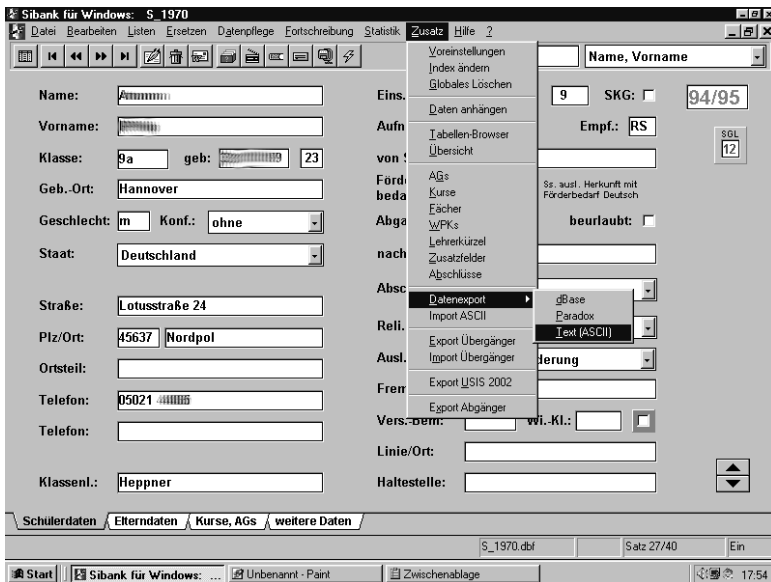 Sibank für Windows: S_1970
Datei Bearbeiten Listen Ersetzen Datenpflege Fortschreibung Statistik Zusatz Hilfe ?
Name, Vorname
Voreinstellungen
Index ändern
Globales Löschen
Daten anhängen
Tabellen-Browser
Übersicht
AGs
Kurse
Fächer
WPKs
Lehrerkürzel
Zusatzfelder
Abschlüsse
Datenexport
Import ASCII
Export Übergänger
Import Übergänger
Export USIS 2002
Export Abgänger
dBase
Paradox
Text (ASCII)
Name:
Vorname:
Klasse: 9a geb: 23
Geb.-Ort: Hannover
Geschlecht: m Konf.: ohne
Staat: Deutschland
Straße: Lotusstraße 24
Plz/Ort: 45637 Nordpol
Ortsteil:
Telefon: 05021
Telefon:
Klassenl.: Heppner
Eins. 9 SKG: 94/95
Aufn Empf.: RS
SGL
12
von S
Förd
beda
Ss. ausl. Herkunft mit
Förderbedarf Deutsch
Abga beurlaubt:
nach
Absc
Reli.
Ausl. derung
Frem
Vers.-Bem: Wi.-Kl.:
Linie/Ort:
Haltestelle:
Schülerdaten Elterndaten Kurse, AGs weitere Daten
S_1970.dbf Satz 27/40 Ein
Start Sibank für Windows: ... Unbenannt - Paint Zwischenablage 17:54